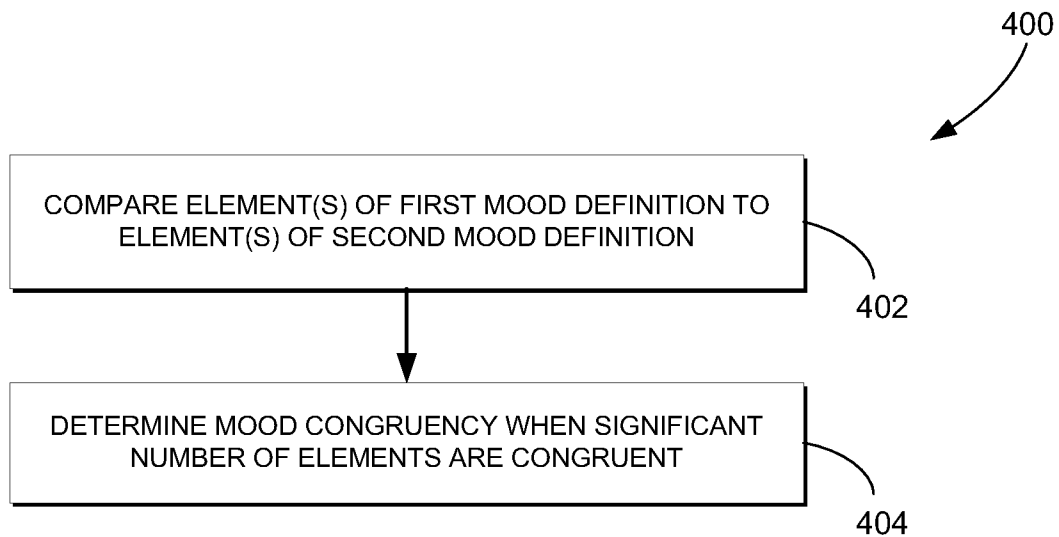 400
COMPARE ELEMENT(S) OF FIRST MOOD DEFINITION TO
ELEMENT(S) OF SECOND MOOD DEFINITION
402
DETERMINE MOOD CONGRUENCY WHEN SIGNIFICANT
NUMBER OF ELEMENTS ARE CONGRUENT
404